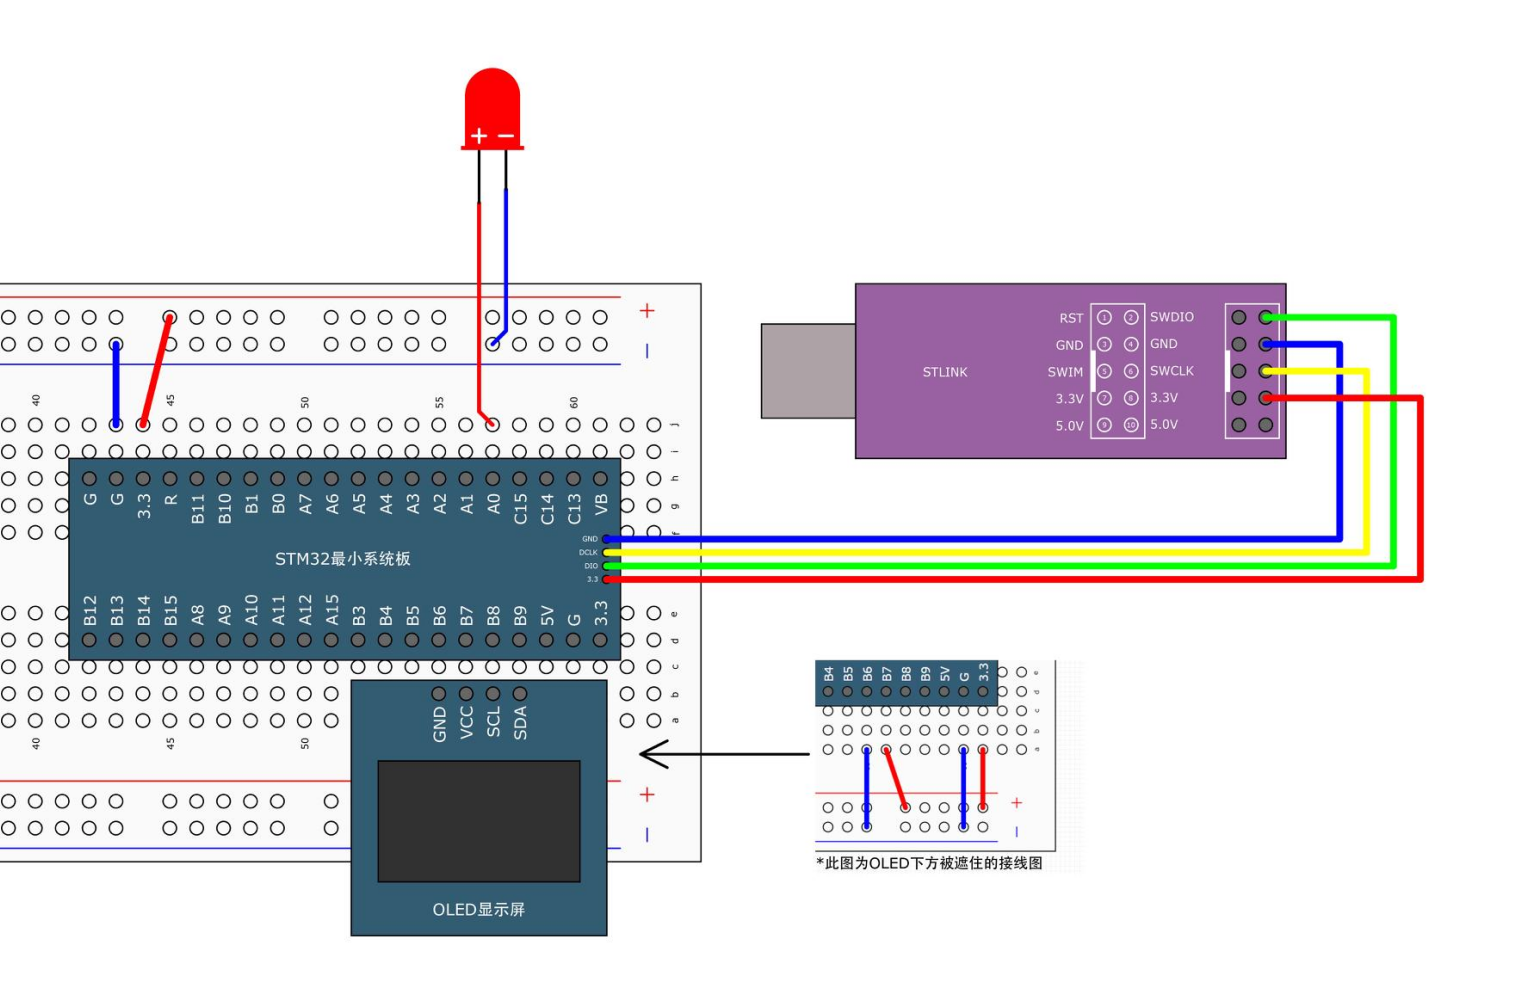 + −
+
−
40 45 50 55 60
j
i
h
g
f
G G 3.3 R B11 B10 B1 B0 A7 A6 A5 A4 A3 A2 A1 A0 C15 C14 C13 VB
GND
DCLK
DIO
3.3
STM32最小系统板
B12 B13 B14 B15 A8 A9 A10 A11 A12 A15 B3 B4 B5 B6 B7 B8 B9 5V G 3.3
e
d
c
b
a
40 45 50
GND VCC SCL SDA
OLED显示屏
+
−
STLINK
RST 1 2 SWDIO
GND 3 4 GND
SWIM 5 6 SWCLK
3.3V 7 8 3.3V
5.0V 9 10 5.0V
B4 B5 B6 B7 B8 B9 5V G 3.3
e
d
c
b
a
+
−
*此图为OLED下方被遮住的接线图